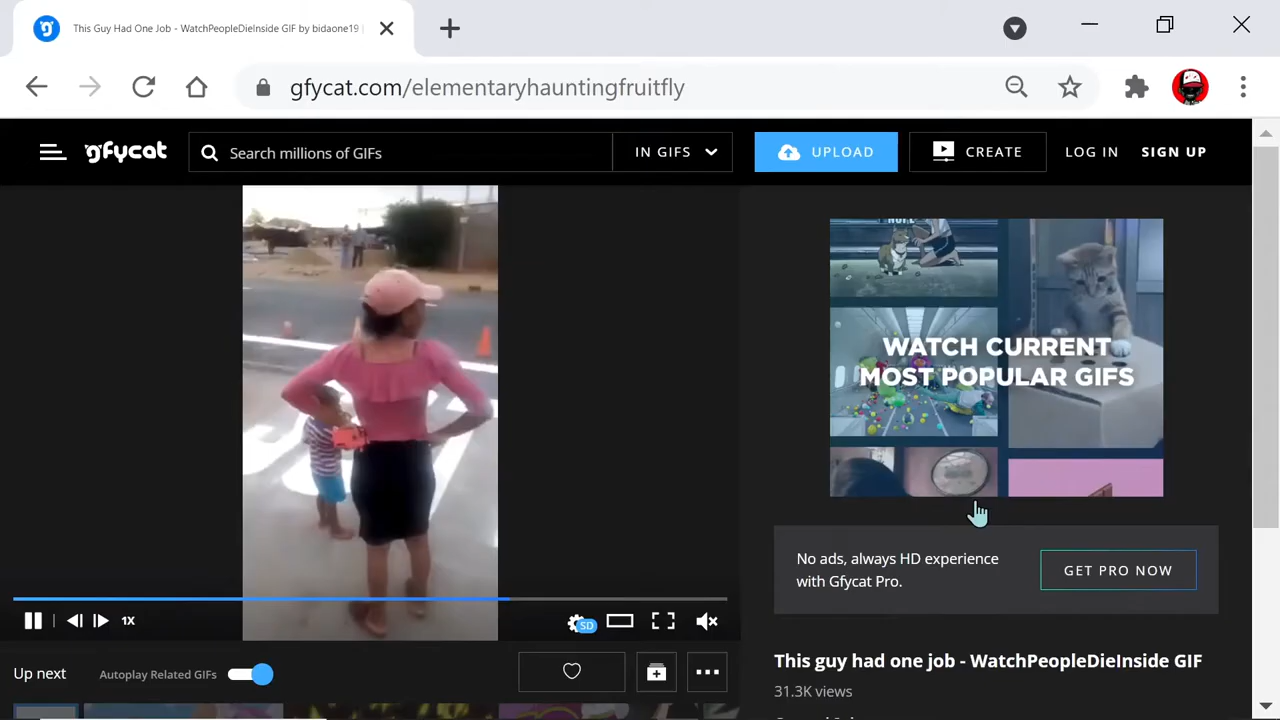 This Guy Had One Job - WatchPeopleDieInside GIF by bidaone19 |
gfycat.com/elementaryhauntingfruitfly
gfycat
Search millions of GIFs
IN GIFS
UPLOAD
CREATE
LOG IN
SIGN UP
WATCH CURRENT
MOST POPULAR GIFS
No ads, always HD experience
with Gfycat Pro.
GET PRO NOW
1X
SD
This guy had one job - WatchPeopleDieInside GIF
31.3K views
Up next
Autoplay Related GIFs